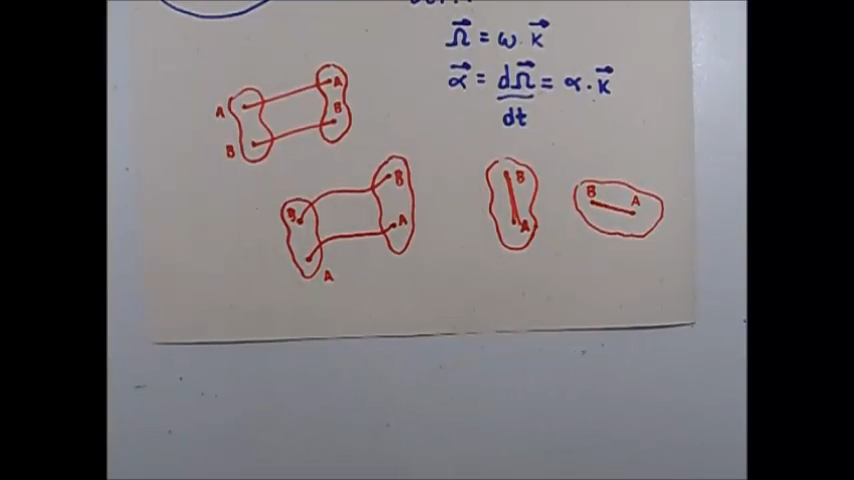 Ω⃗ = ω · k⃗
α⃗ = dΩ⃗/dt = α · k⃗
A A
B B
B B
A A
B
A
B A